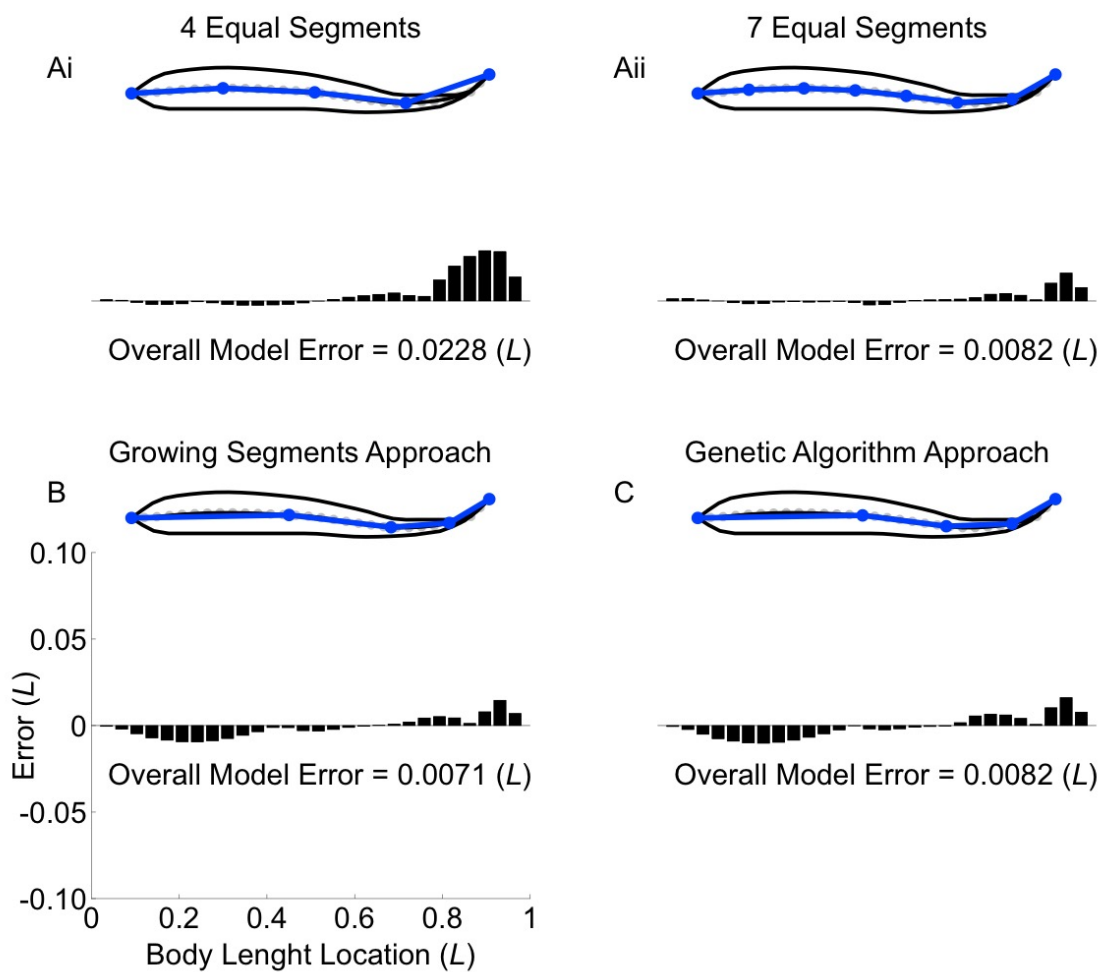 4 Equal Segments
7 Equal Segments
Ai
Aii
Overall Model Error = 0.0228 (L)
Overall Model Error = 0.0082 (L)
Growing Segments Approach
Genetic Algorithm Approach
B
C
0.10
0.05
0
-0.05
-0.10
Error (L)
Overall Model Error = 0.0071 (L)
Overall Model Error = 0.0082 (L)
0 0.2 0.4 0.6 0.8 1
Body Lenght Location (L)